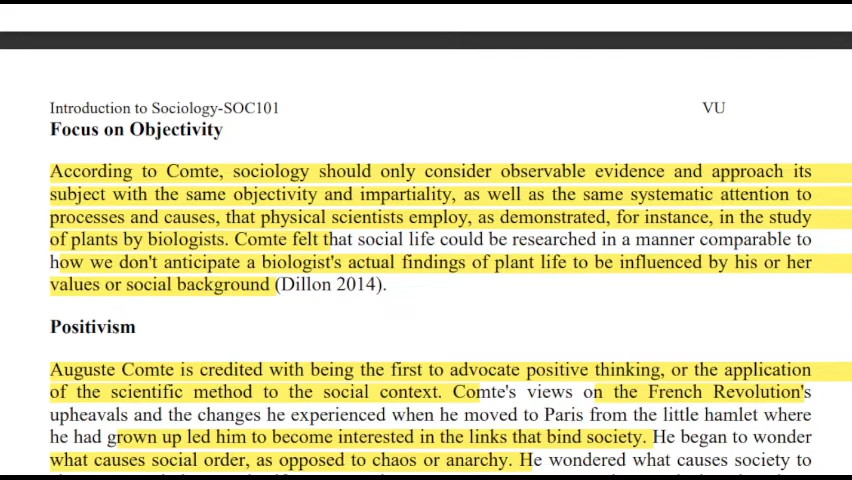 Introduction to Sociology-SOC101 VU
Focus on Objectivity
According to Comte, sociology should only consider observable evidence and approach its
subject with the same objectivity and impartiality, as well as the same systematic attention to
processes and causes, that physical scientists employ, as demonstrated, for instance, in the study
of plants by biologists. Comte felt that social life could be researched in a manner comparable to
how we don't anticipate a biologist's actual findings of plant life to be influenced by his or her
values or social background (Dillon 2014).
Positivism
Auguste Comte is credited with being the first to advocate positive thinking, or the application
of the scientific method to the social context. Comte's views on the French Revolution's
upheavals and the changes he experienced when he moved to Paris from the little hamlet where
he had grown up led him to become interested in the links that bind society. He began to wonder
what causes social order, as opposed to chaos or anarchy. He wondered what causes society to